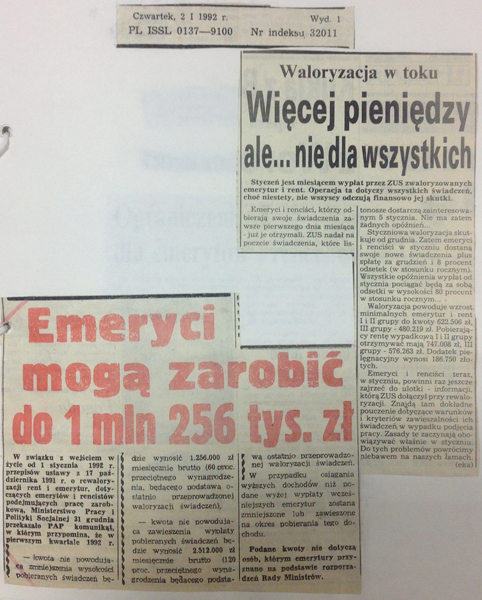 Czwartek, 2 I 1992 r. Wyd. 1
PL ISSL 0137—9100 Nr indeksu 32011
Waloryzacja w toku
Więcej pieniędzy
ale... nie dla wszystkich
Styczeń jest miesiącem wypłat przez ZUS zwaloryzowanych
emerytur i rent. Operacja ta dotyczy wszystkich świadczeń,
choć niestety, nie wszyscy odczują finansowo jej skutki.
Emeryci i renciści, którzy odbierają
swoje świadczenia
zawsze pierwszego dnia miesiąca
- już je otrzymali. ZUS nadał na
poczcie świadczenia, które listonosze
dostarczą zainteresowanym
5 stycznia. Nie ma zatem
żadnych opóźnień...
Styczniowa waloryzacja skutkuje
od grudnia. Zatem emeryci
i renciści w styczniu dostaną
swoje nowe świadczenia plus
spłatę za grudzień i 8 procent
odsetek (w stosunku rocznym).
Wszystkie opóźnienia wypłat od
stycznia pociągać będą za sobą
odsetki w wysokości 80 procent
w stosunku rocznym...
Waloryzacja powoduje wzrost
minimalnych emerytur i rent
I i II grupy do kwoty 622.506 zł,
III grupy - 480.219 zł. Pobierający
rentę wypadkową I i II grupy
otrzymywać mają 747.008 zł, III
grupy - 576.263 zł. Dodatek pielęgnacyjny
wynosi 186.750 złotych.
Emeryci i renciści teraz,
w styczniu, powinni raz jeszcze
zajrzeć do ulotki - informacji,
którą ZUS dołączył przy rewaloryzacji.
Znajdą tam dokładne
pouczenie dotyczące warunków
i kryteriów zawieszalności ich
świadczeń w wypadku podjęcia
pracy. Zasady te zaczynają obowiązywać
właśnie w styczniu.
Do tych problemów powrócimy
niebawem na naszych łamach.
(eka)
Emeryci
mogą zarobić
do 1 mln 256 tys. zł
W związku z wejściem w
życie od 1 stycznia 1992 r.
przepisów ustawy z 17 października
1991 r. o rewaloryzacji
rent i emerytur, dotyczących
emerytów i rencistów
podejmujących pracę zarobkową,
Ministerstwo Pracy i
Polityki Socjalnej 31 grudnia
przekazało PAP komunikat,
w którym przypomina, że w
pierwszym kwartale 1992 r.
— kwota nie powodująca
zmniejszenia wysokości
pobieranych świadczeń będzie
wynosić 1.256.000 zł
miesięcznie brutto (60 proc.
przeciętnego wynagrodzenia,
będącego podstawą ostatnio
przeprowadzonej
waloryzacji świadczeń),
— kwota nie powodująca
zawieszenia wypłaty
pobieranych świadczeń będzie
wynosić 2.512.000 zł
miesięcznie brutto (120
proc. przeciętnego wynagrodzenia
będącego podstawą
ostatnio przeprowadzonej
waloryzacji świadczeń).
W przypadku osiągania
wyższych dochodów niż podane
wyżej wypłaty wcześniejszych
emerytur zostaną
zmniejszone lub zawieszone
na okres pobierania tego dochodu.
Podane kwoty nie dotyczą
osób, którym emerytury przyznane
na podstawie rozporządzeń
Rady Ministrów.